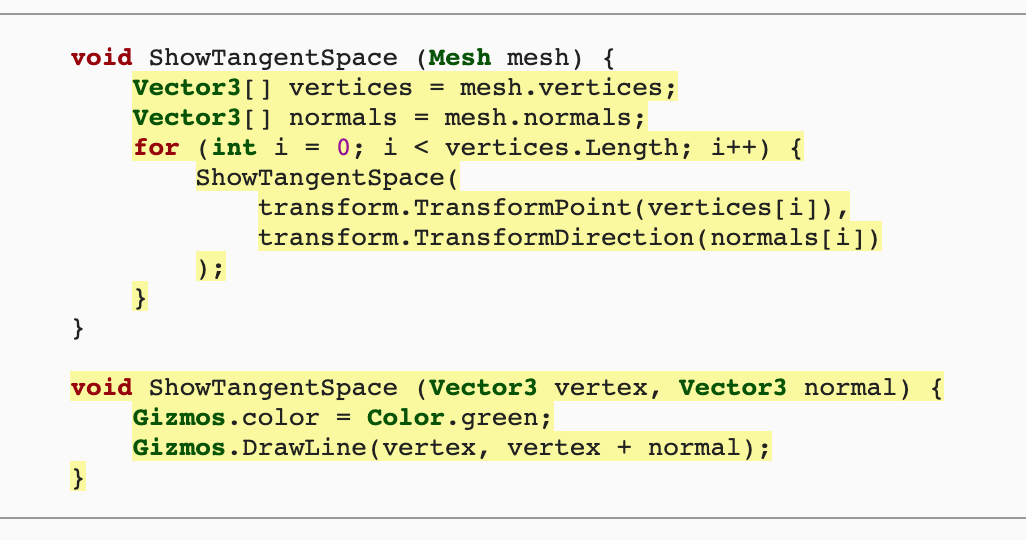 void ShowTangentSpace (Mesh mesh) {
    Vector3[] vertices = mesh.vertices;
    Vector3[] normals = mesh.normals;
    for (int i = 0; i < vertices.Length; i++) {
        ShowTangentSpace(
            transform.TransformPoint(vertices[i]),
            transform.TransformDirection(normals[i])
        );
    }
}

void ShowTangentSpace (Vector3 vertex, Vector3 normal) {
    Gizmos.color = Color.green;
    Gizmos.DrawLine(vertex, vertex + normal);
}